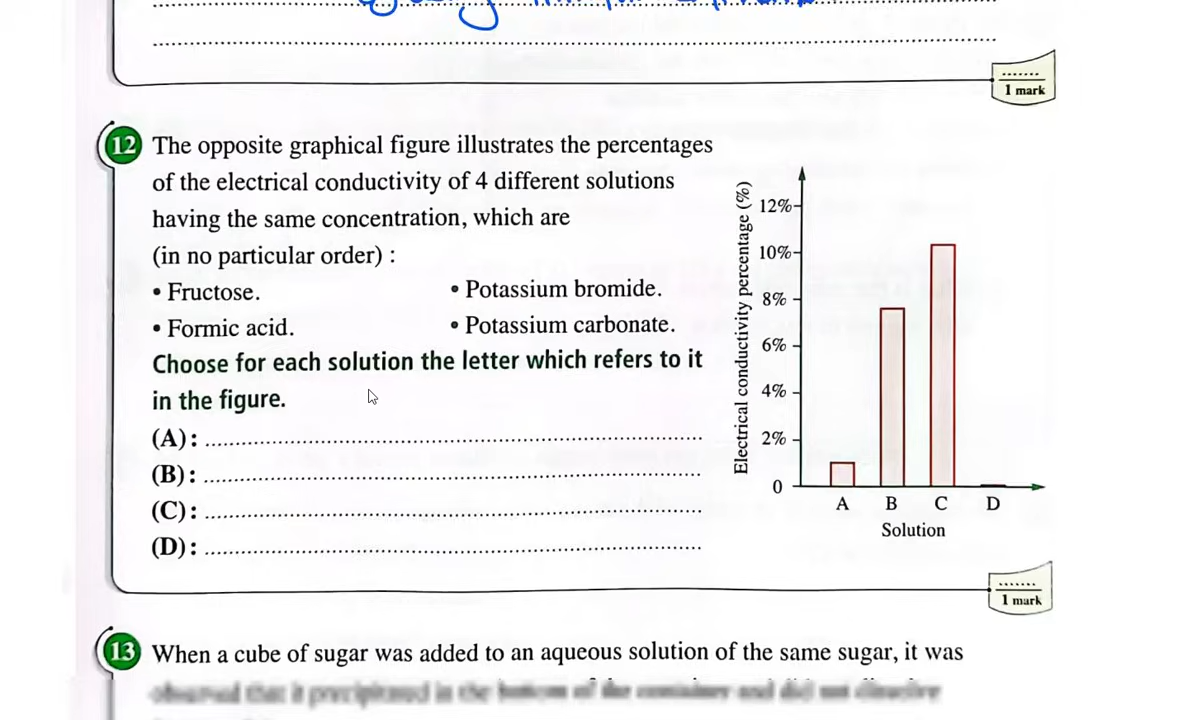 1 mark
12 The opposite graphical figure illustrates the percentages
of the electrical conductivity of 4 different solutions
having the same concentration, which are
(in no particular order) :
• Fructose. • Potassium bromide.
• Formic acid. • Potassium carbonate.
Choose for each solution the letter which refers to it
in the figure.
(A) :
(B) :
(C) :
(D) :
Electrical conductivity percentage (%)
12%
10%
8%
6%
4%
2%
0
A B C D
Solution
1 mark
13 When a cube of sugar was added to an aqueous solution of the same sugar, it was